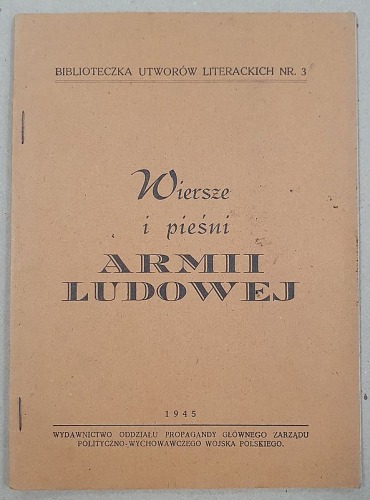 BIBLIOTECZKA UTWORÓW LITERACKICH NR. 3
Wiersze
i pieśni
ARMII
LUDOWEJ
1945
WYDAWNICTWO ODDZIAŁU PROPAGANDY GŁÓWNEGO ZARZĄDU
POLITYCZNO-WYCHOWAWCZEGO WOJSKA POLSKIEGO.